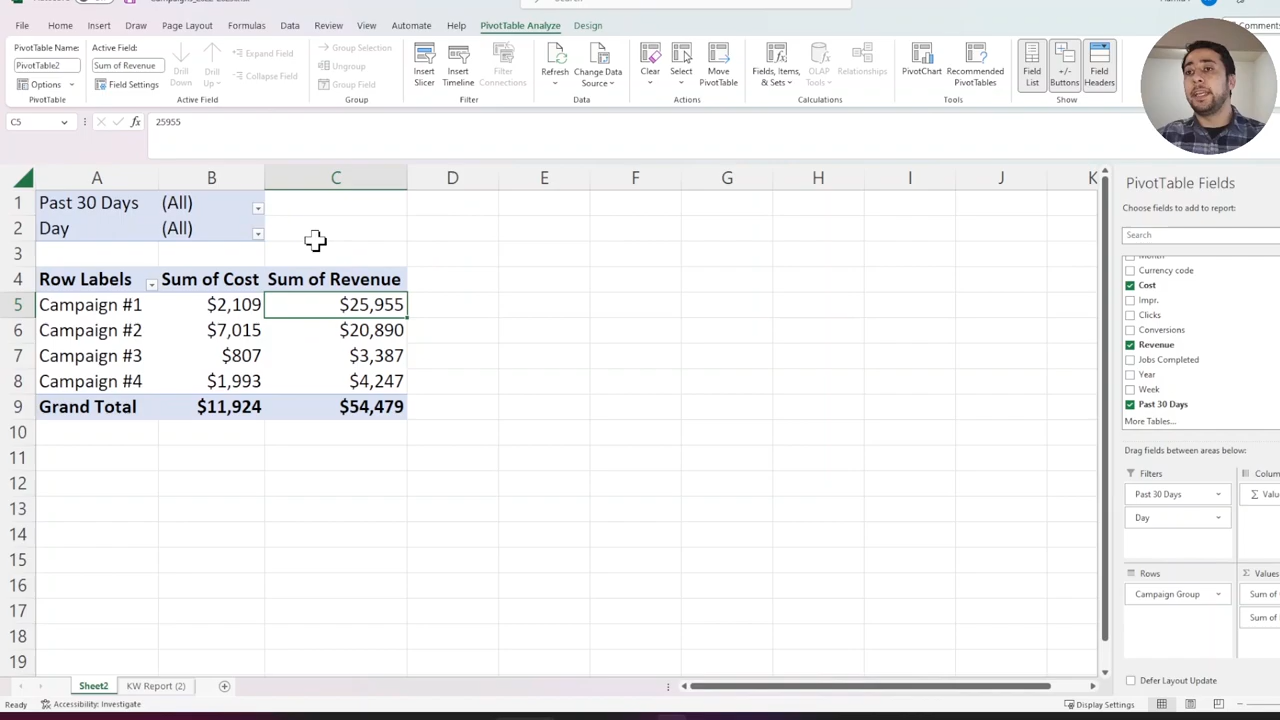 Home Insert Draw Page Layout Formulas Data Review View Automate Help PivotTable Analyze Design
Comments
PivotTable Name:
PivotTable2
Options
PivotTable
Active Field:
Sum of Revenue
Field Settings
Drill Down
Drill Up
Expand Field
Collapse Field
Active Field
Group Selection
Ungroup
Group Field
Group
Insert Slicer
Insert Timeline
Filter Connections
Filter
Refresh
Change Data Source
Data
Clear
Select
Move PivotTable
Actions
Fields, Items, & Sets
OLAP Tools
Relationships
Calculations
PivotChart
Recommended PivotTables
Tools
Field List
+/- Buttons
Field Headers
Show
C5
fx
25955
A B C D E F G H I J K
1 Past 30 Days (All)
2 Day (All)
3
4 Row Labels Sum of Cost Sum of Revenue
5 Campaign #1 $2,109 $25,955
6 Campaign #2 $7,015 $20,890
7 Campaign #3 $807 $3,387
8 Campaign #4 $1,993 $4,247
9 Grand Total $11,924 $54,479
10
11
12
13
14
15
16
17
18
19
PivotTable Fields
Choose fields to add to report:
Search
Currency code
Cost
Impr.
Clicks
Conversions
Revenue
Jobs Completed
Year
Week
Past 30 Days
More Tables...
Drag fields between areas below:
Filters
Past 30 Days
Day
Colum
Σ Valu
Rows
Campaign Group
Σ Values
Sum of
Sum of
Defer Layout Update
Sheet2 KW Report (2)
Ready Accessibility: Investigate
Display Settings